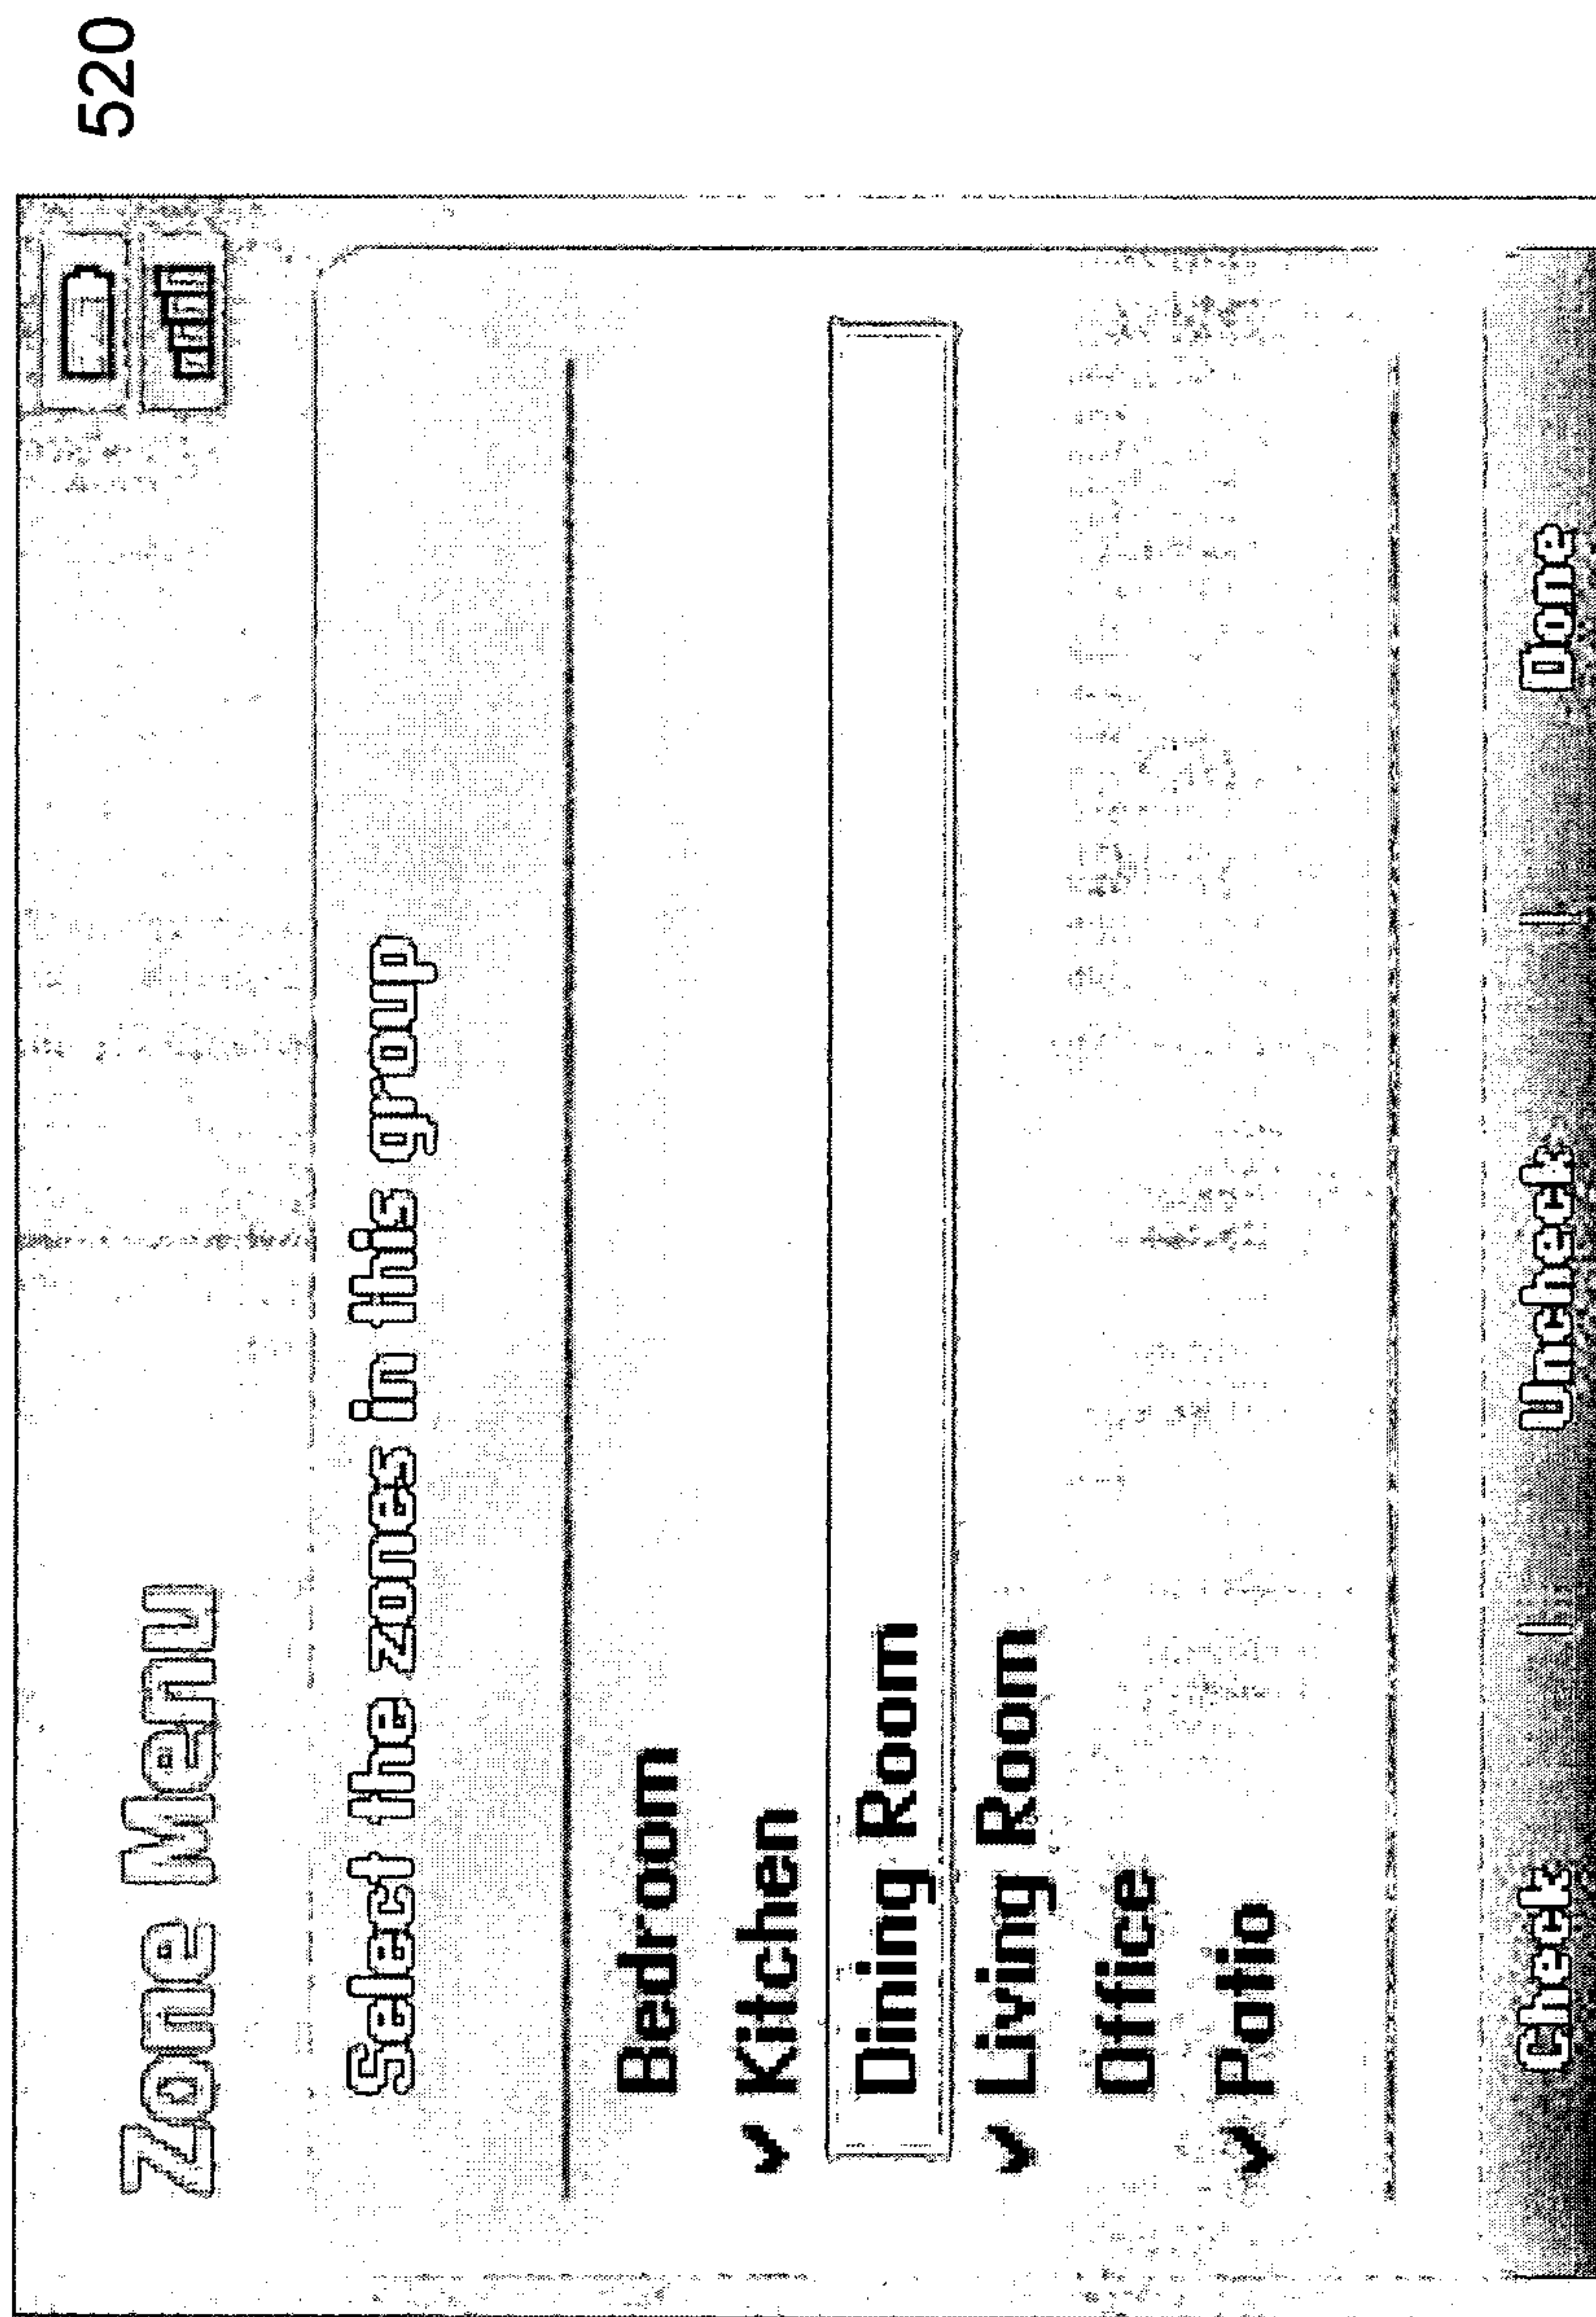 520
Zone Menu
Select the zones in this group
Bedroom
✓ Kitchen
Dining Room
✓ Living Room
Office
✓ Patio
Check | Uncheck | Done